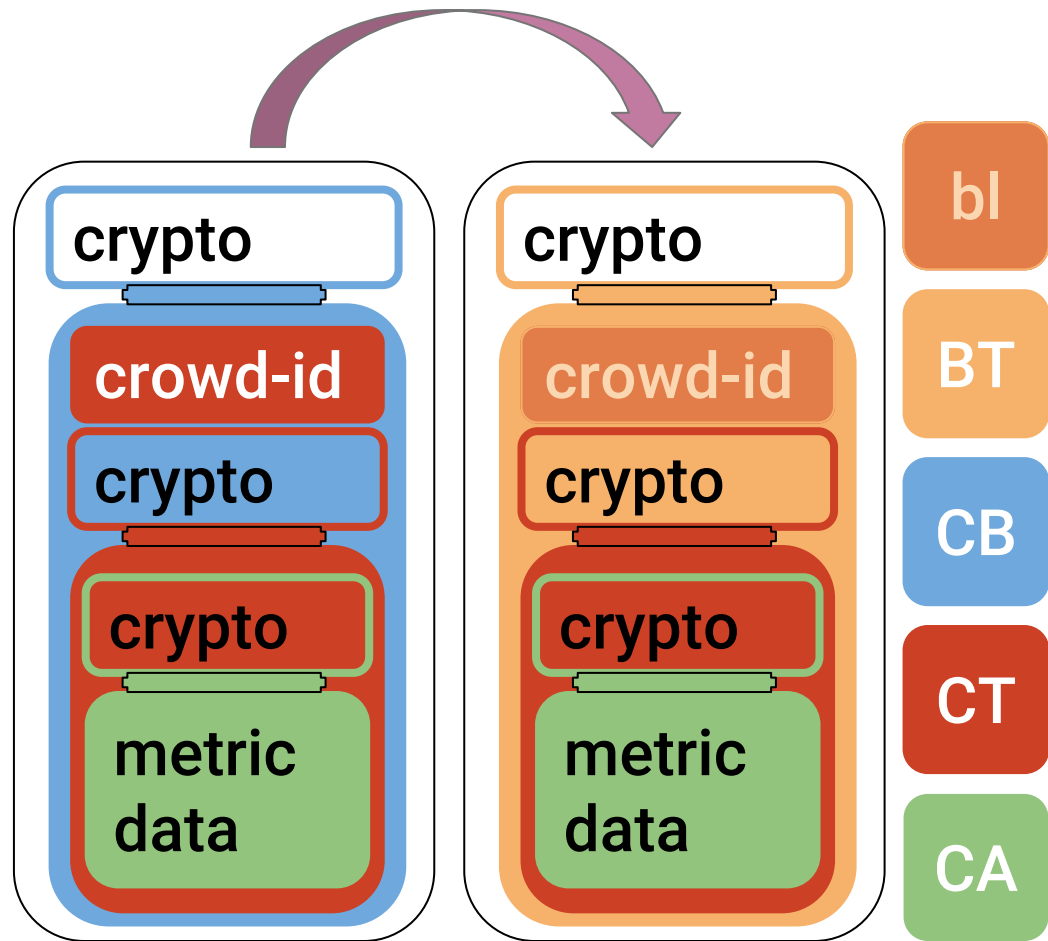 crypto
crowd-id
crypto
crypto
metric
data
crypto
crowd-id
crypto
crypto
metric
data
bl
BT
CB
CT
CA